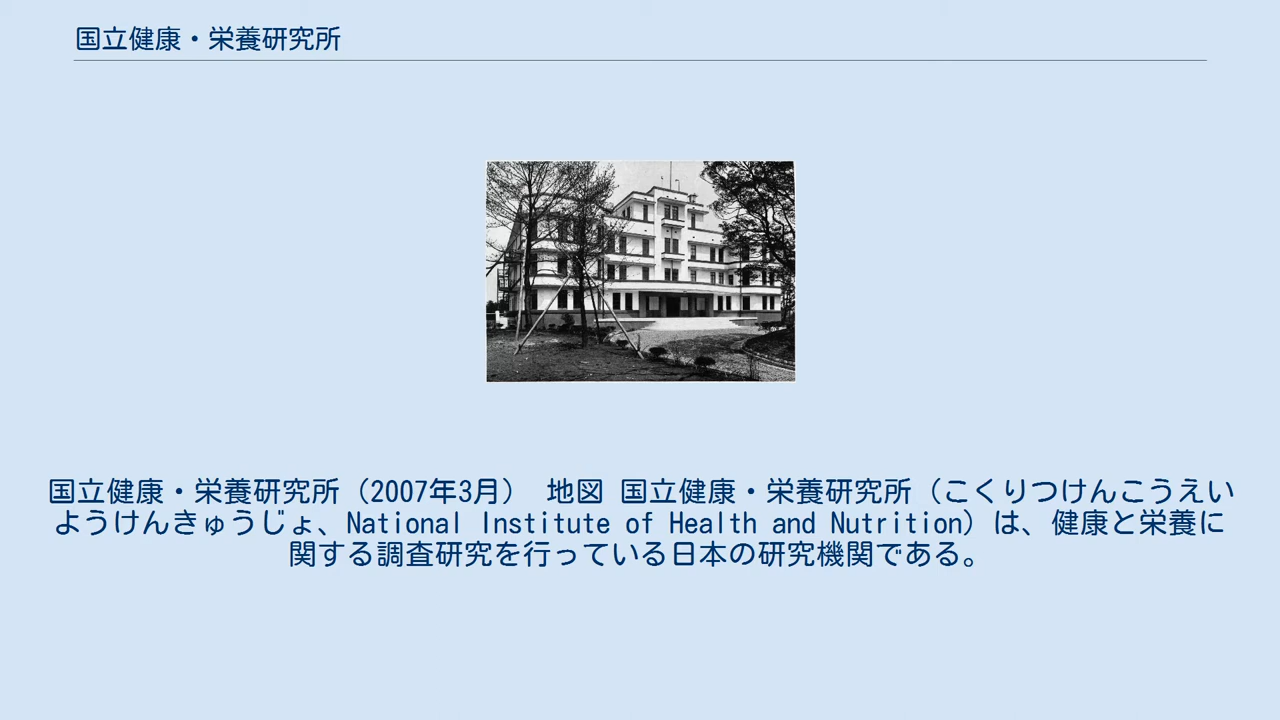 国立健康・栄養研究所
国立健康・栄養研究所（2007年3月） 地図 国立健康・栄養研究所（こくりつけんこうえい
ようけんきゅうじょ、National Institute of Health and Nutrition）は、健康と栄養に
関する調査研究を行っている日本の研究機関である。